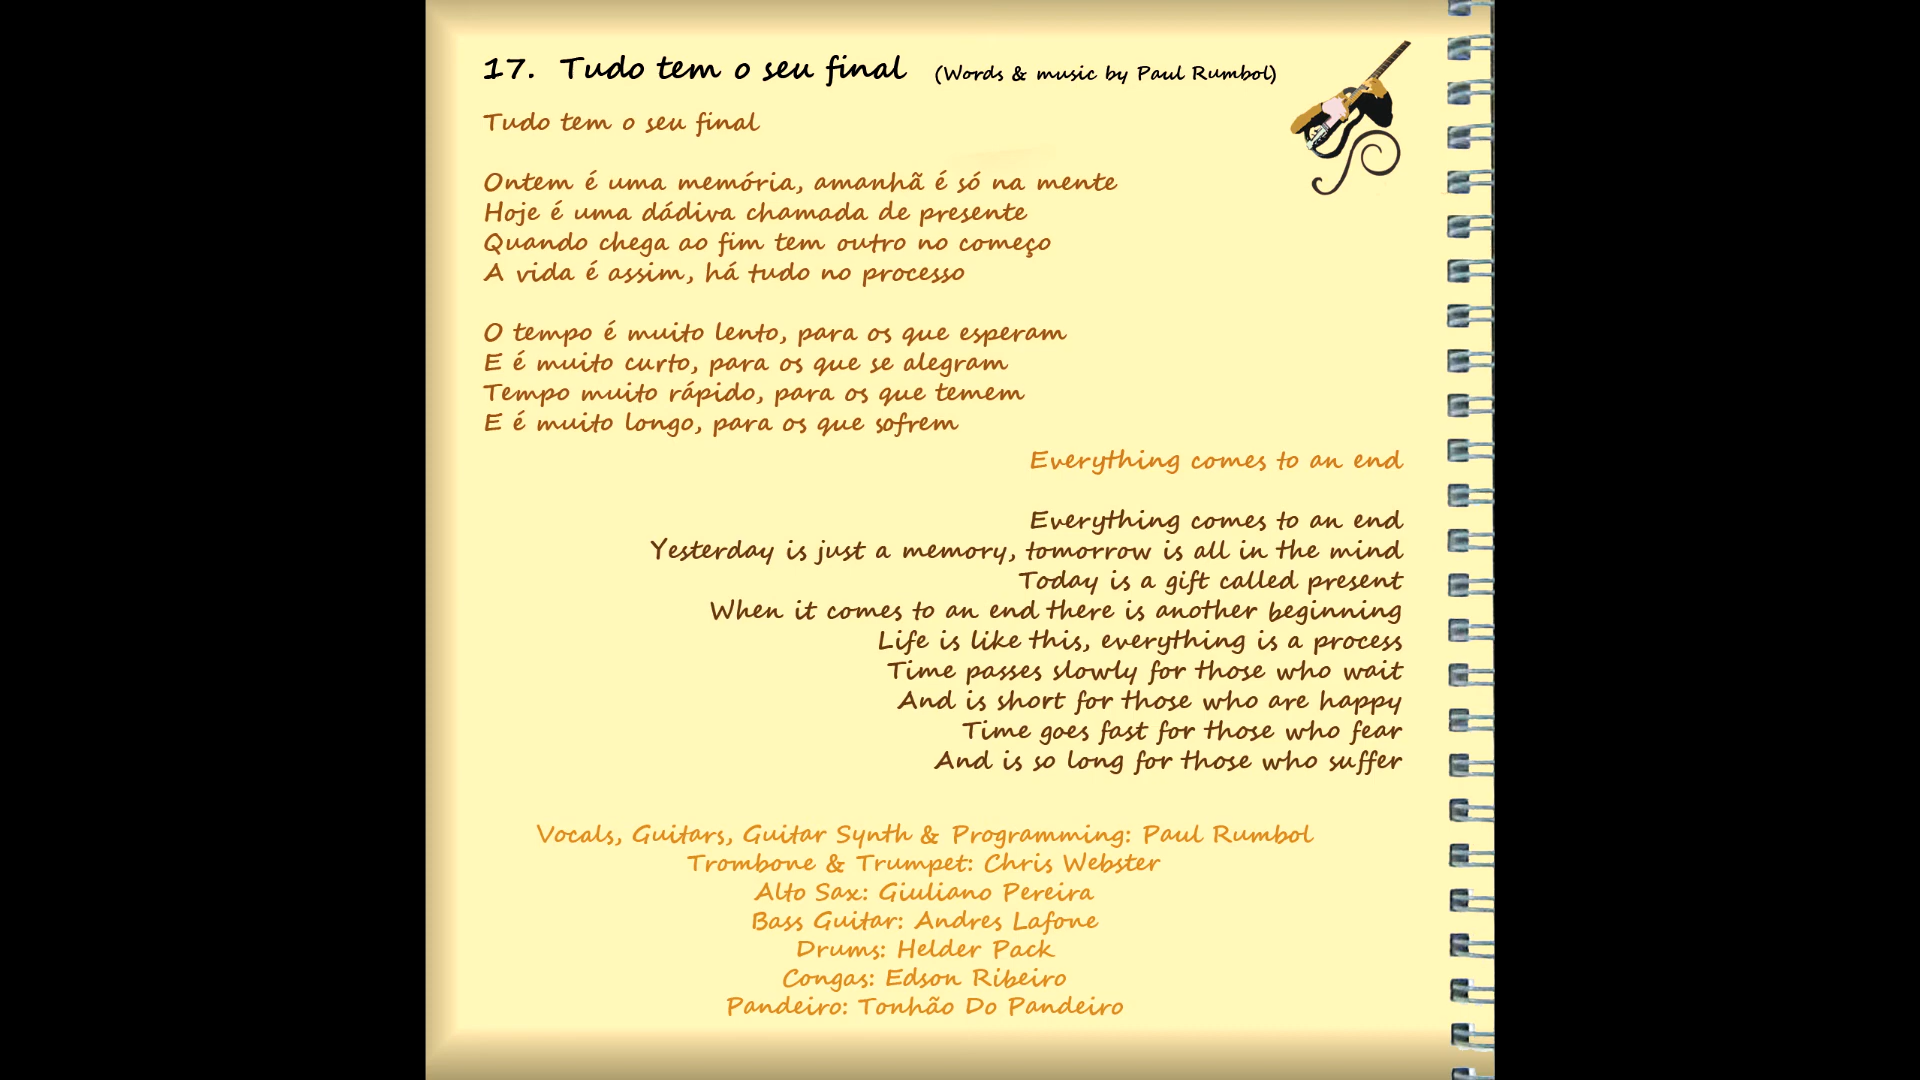 17. Tudo tem o seu final (Words & music by Paul Rumbol)
Tudo tem o seu final
Ontem é uma memória, amanhã é só na mente
Hoje é uma dádiva chamada de presente
Quando chega ao fim tem outro no começo
A vida é assim, há tudo no processo
O tempo é muito lento, para os que esperam
E é muito curto, para os que se alegram
Tempo muito rápido, para os que temem
E é muito longo, para os que sofrem
Everything comes to an end
Everything comes to an end
Yesterday is just a memory, tomorrow is all in the mind
Today is a gift called present
When it comes to an end there is another beginning
Life is like this, everything is a process
Time passes slowly for those who wait
And is short for those who are happy
Time goes fast for those who fear
And is so long for those who suffer
Vocals, Guitars, Guitar Synth & Programming: Paul Rumbol
Trombone & Trumpet: Chris Webster
Alto Sax: Giuliano Pereira
Bass Guitar: Andres Lafone
Drums: Helder Pack
Congas: Edson Ribeiro
Pandeiro: Tonhão Do Pandeiro